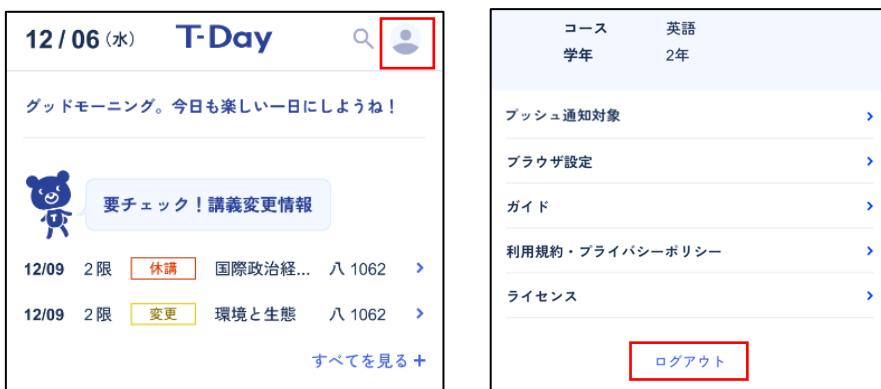 12/06(水) T-Day
グッドモーニング。今日も楽しい一日にしようね！
要チェック！講義変更情報
12/09 2限 休講 国際政治経... 八 1062
12/09 2限 変更 環境と生態 八 1062
すべてを見る+
コース 英語
学年 2年
プッシュ通知対象
ブラウザ設定
ガイド
利用規約・プライバシーポリシー
ライセンス
ログアウト